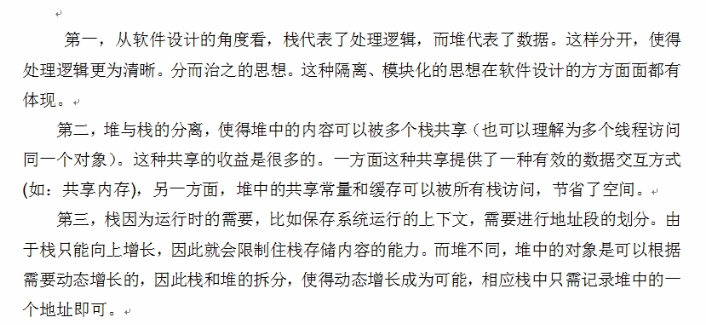 第一，从软件设计的角度看，栈代表了处理逻辑，而堆代表了数据。这样分开，使得
处理逻辑更为清晰。分而治之的思想。这种隔离、模块化的思想在软件设计的方方面面都有
体现。
第二，堆与栈的分离，使得堆中的内容可以被多个栈共享（也可以理解为多个线程访问
同一个对象）。这种共享的收益是很多的。一方面这种共享提供了一种有效的数据交互方式
(如：共享内存)，另一方面，堆中的共享常量和缓存可以被所有栈访问，节省了空间。
第三，栈因为运行时的需要，比如保存系统运行的上下文，需要进行地址段的划分。由
于栈只能向上增长，因此就会限制住栈存储内容的能力。而堆不同，堆中的对象是可以根据
需要动态增长的，因此栈和堆的拆分，使得动态增长成为可能，相应栈中只需记录堆中的一
个地址即可。